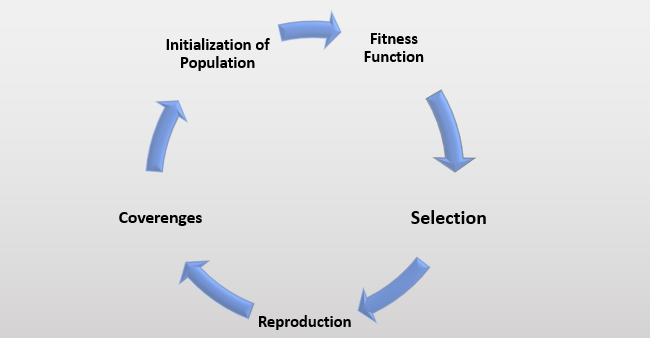 Initialization of
Population
Fitness
Function
Selection
Reproduction
Coverenges